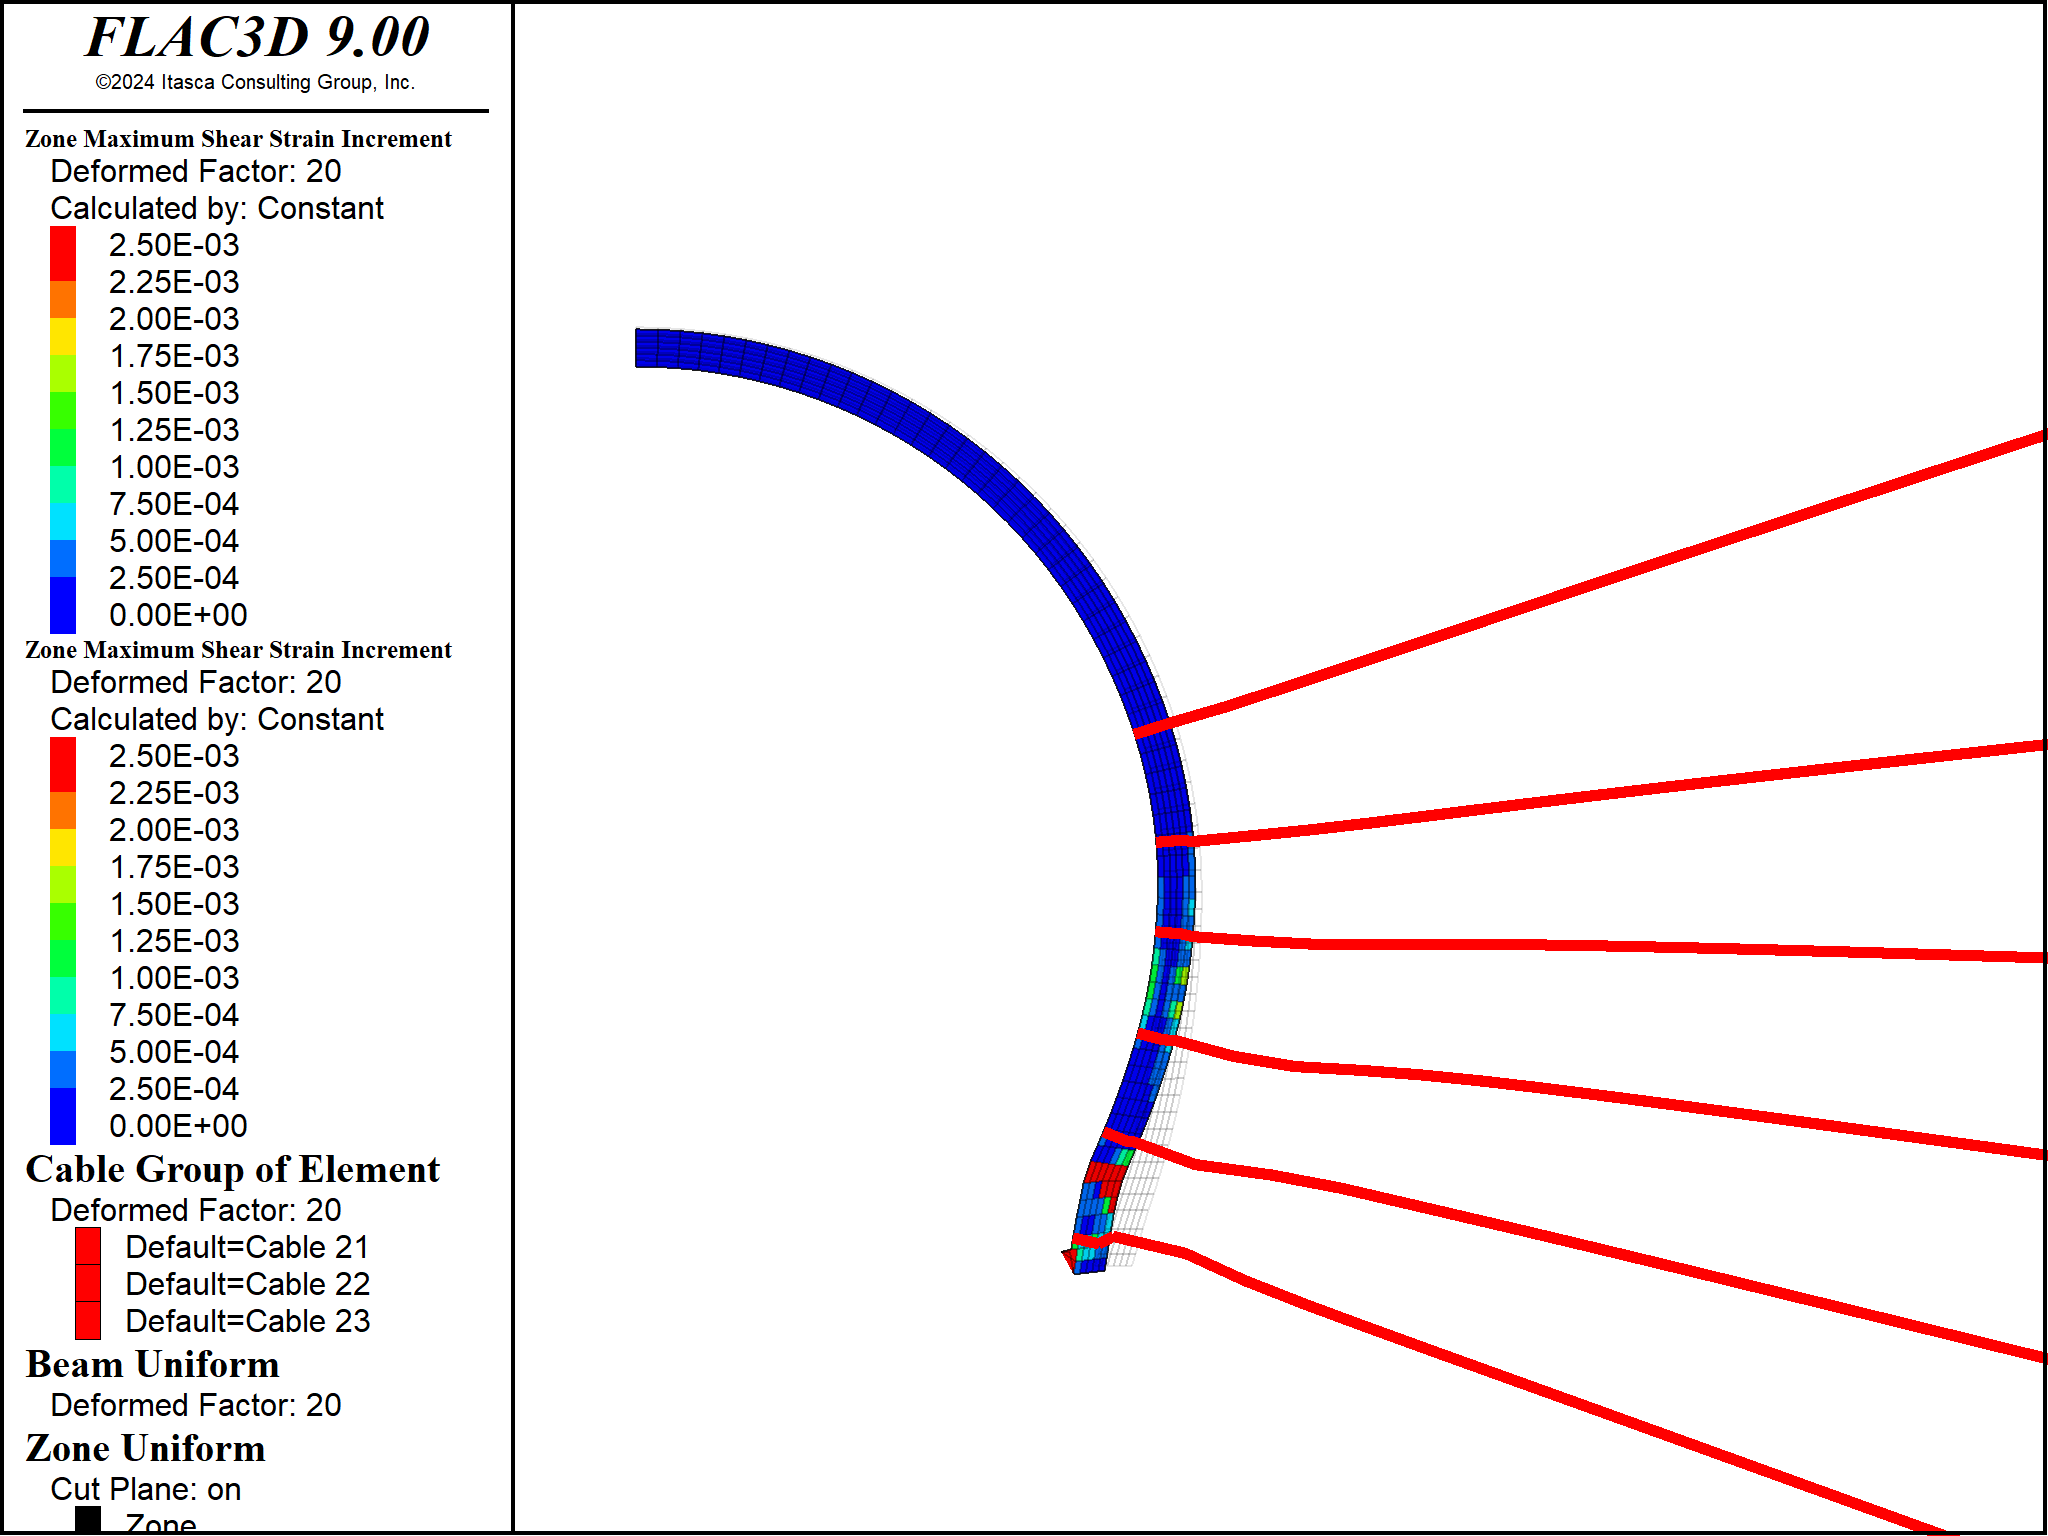 FLAC3D 9.00
©2024 Itasca Consulting Group, Inc.
Zone Maximum Shear Strain Increment
Deformed Factor: 20
Calculated by: Constant
2.50E-03
2.25E-03
2.00E-03
1.75E-03
1.50E-03
1.25E-03
1.00E-03
7.50E-04
5.00E-04
2.50E-04
0.00E+00
Zone Maximum Shear Strain Increment
Deformed Factor: 20
Calculated by: Constant
2.50E-03
2.25E-03
2.00E-03
1.75E-03
1.50E-03
1.25E-03
1.00E-03
7.50E-04
5.00E-04
2.50E-04
0.00E+00
Cable Group of Element
Deformed Factor: 20
Default=Cable 21
Default=Cable 22
Default=Cable 23
Beam Uniform
Deformed Factor: 20
Zone Uniform
Cut Plane: on
Zone